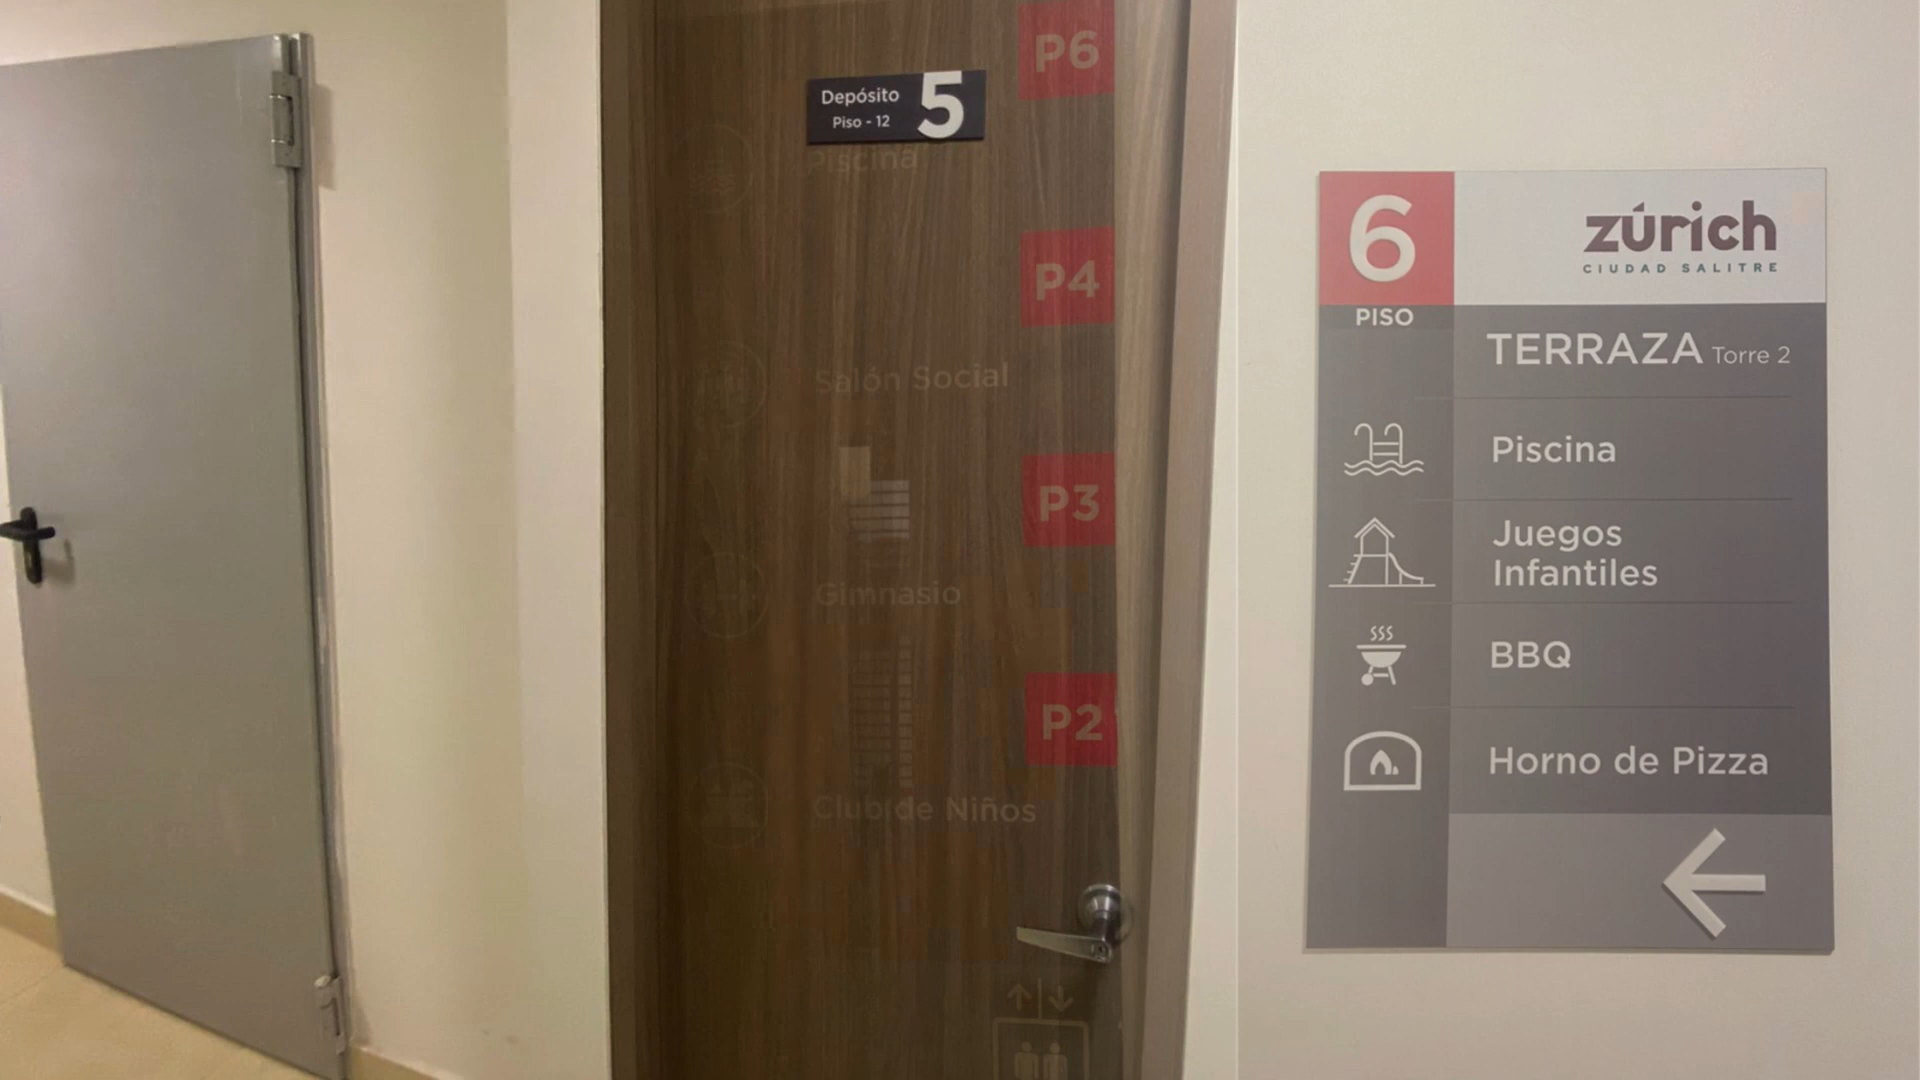 Depósito 5
Piso - 12
P6
Piscina
P4
Salón Social
P3
Gimnasio
P2
Club de Niños
6
PISO
zúrich
CIUDAD SALITRE
TERRAZA Torre 2
Piscina
Juegos
Infantiles
BBQ
Horno de Pizza